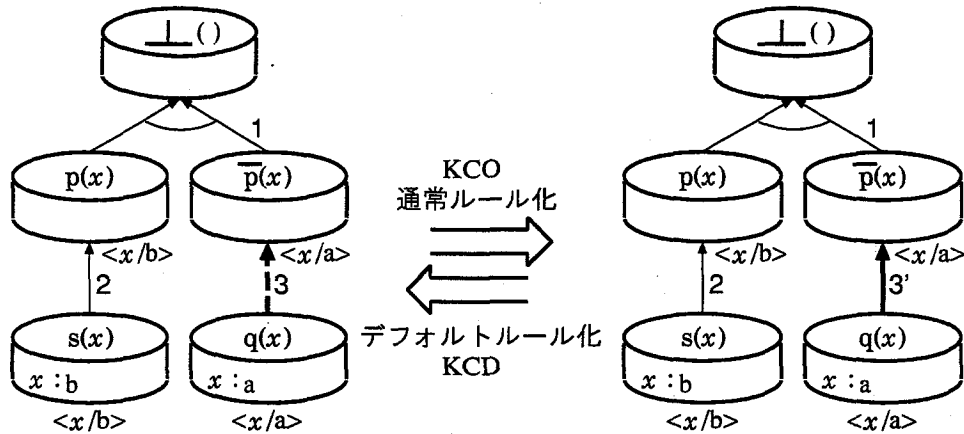 ⊥()
1
p(x)
p̅(x)
<x/b>
<x/a>
2
3
s(x)
q(x)
x : b
x : a
<x/b>
<x/a>
KCO
通常ルール化
デフォルトルール化
KCD
⊥()
1
p(x)
p̅(x)
<x/b>
<x/a>
2
3'
s(x)
q(x)
x : b
x : a
<x/b>
<x/a>